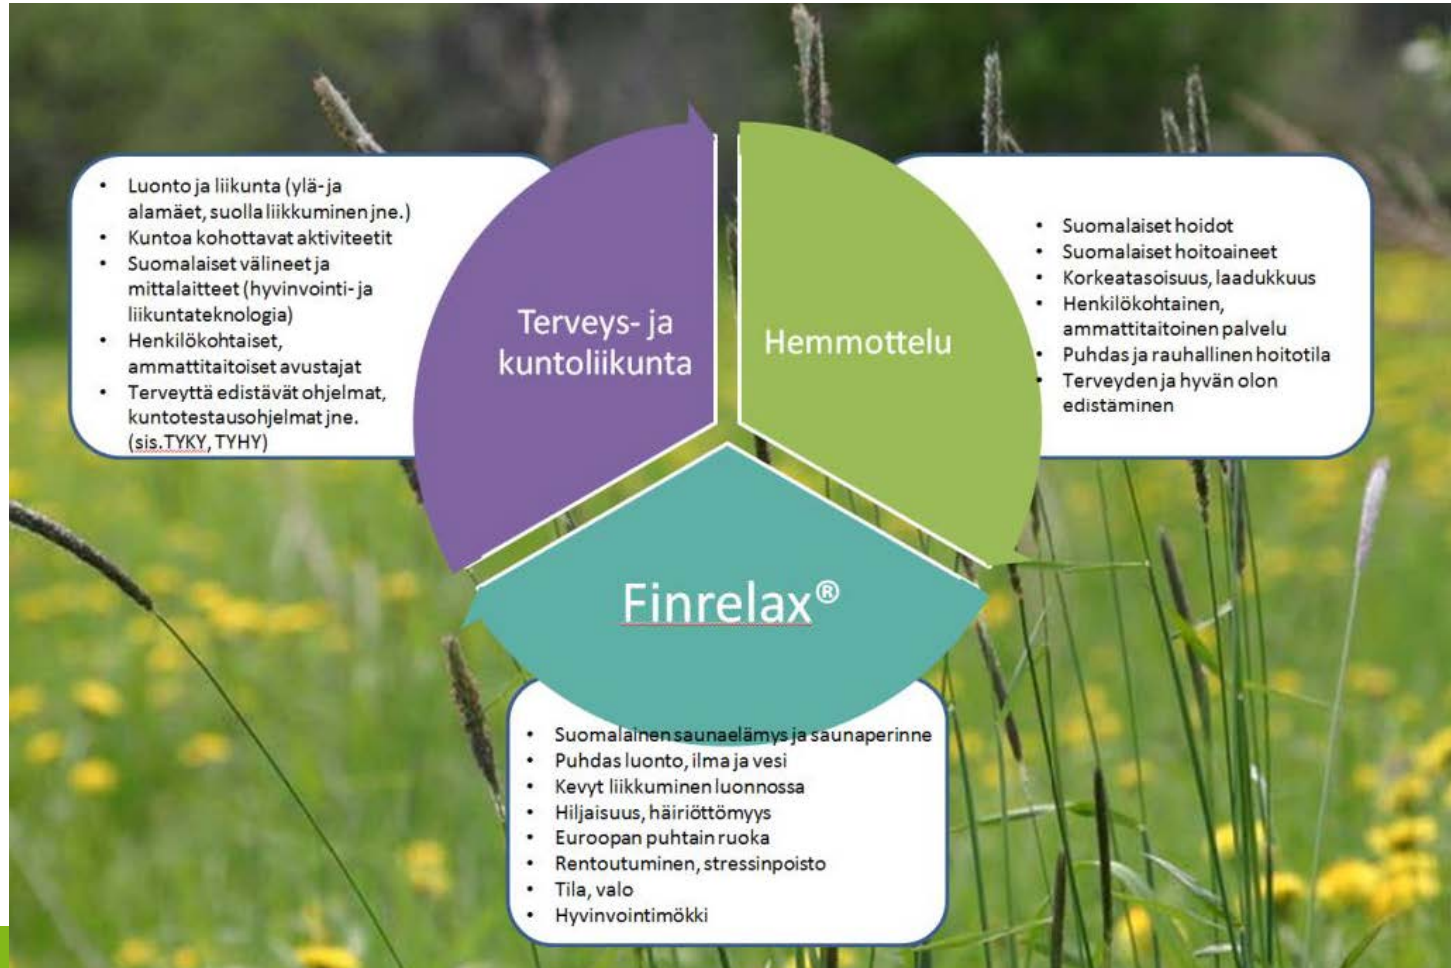 • Luonto ja liikunta (ylä- ja
alamäet, suolla liikkuminen jne.)
• Kuntoa kohottavat aktiviteetit
• Suomalaiset välineet ja
mittalaitteet (hyvinvointi- ja
liikuntateknologia)
• Henkilökohtaiset,
ammattitaitoiset avustajat
• Terveyttä edistävät ohjelmat,
kuntotestausohjelmat jne.
(sis.TYKY, TYHY)
Terveys- ja
kuntoliikunta
Hemmottelu
• Suomalaiset hoidot
• Suomalaiset hoitoaineet
• Korkeatasoisuus, laadukkuus
• Henkilökohtainen,
ammattitaitoinen palvelu
• Puhdas ja rauhallinen hoitotila
• Terveyden ja hyvän olon
edistäminen
Finrelax®
• Suomalainen saunaelämys ja saunaperinne
• Puhdas luonto, ilma ja vesi
• Kevyt liikkuminen luonnossa
• Hiljaisuus, häiriöttömyys
• Euroopan puhtain ruoka
• Rentoutuminen, stressinpoisto
• Tila, valo
• Hyvinvointimökki